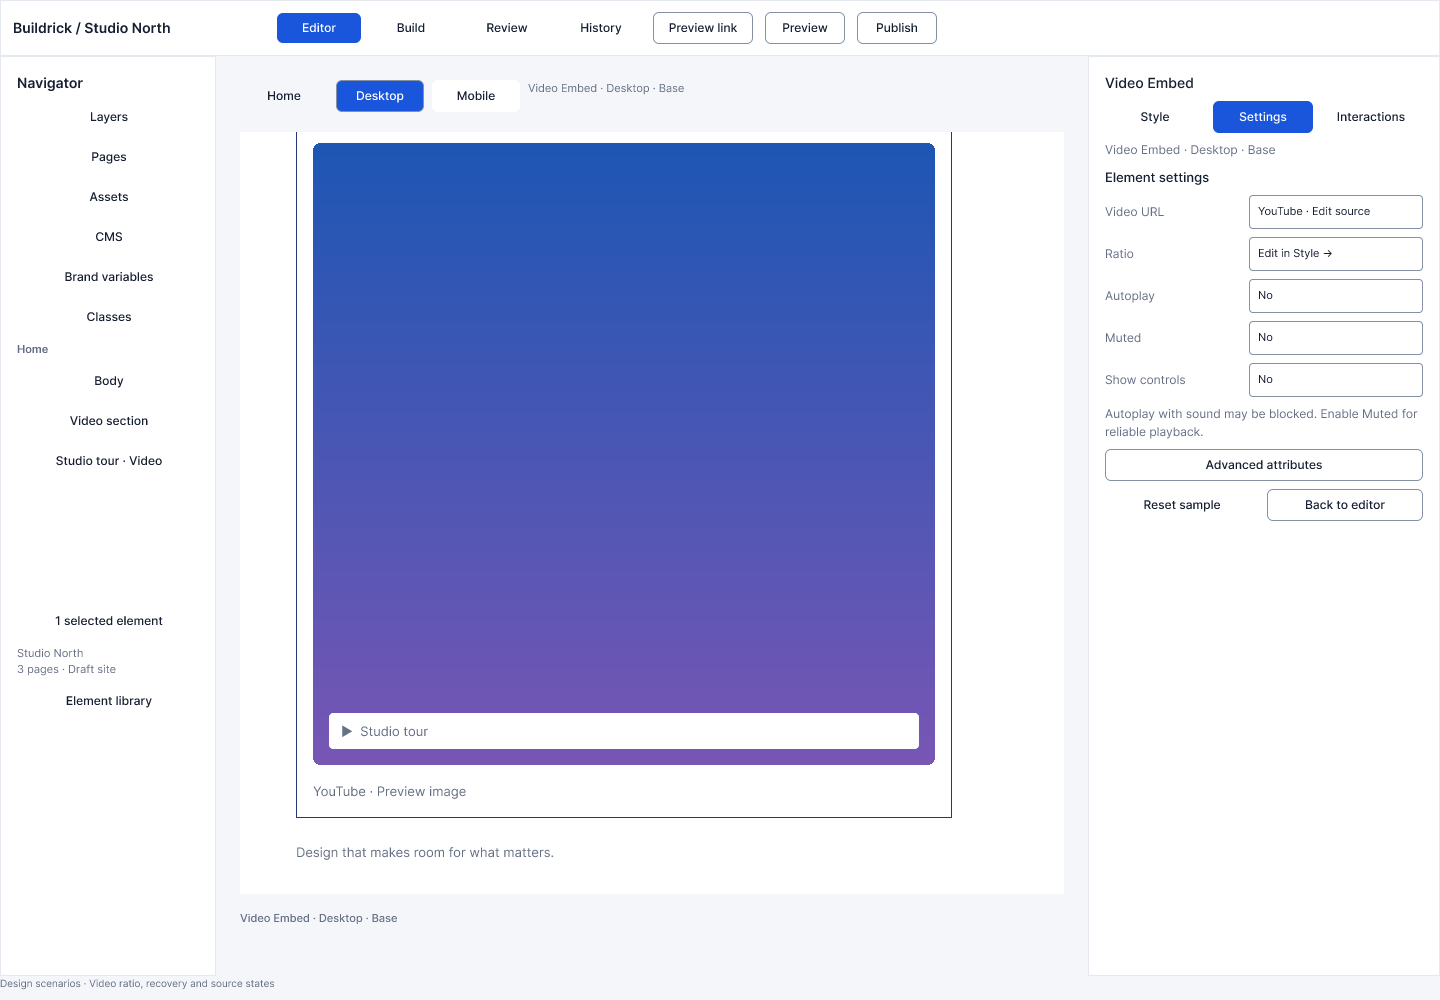 Buildrick / Studio North
Editor
Build
Review
History
Preview link
Preview
Publish
Navigator
Layers
Pages
Assets
CMS
Brand variables
Classes
Home
Body
Video section
Studio tour · Video
1 selected element
Studio North
3 pages · Draft site
Element library
Home
Desktop
Mobile
Video Embed · Desktop · Base
▶ Studio tour
YouTube · Preview image
Design that makes room for what matters.
Video Embed · Desktop · Base
Video Embed
Style
Settings
Interactions
Video Embed · Desktop · Base
Element settings
Video URL
YouTube · Edit source
Ratio
Edit in Style →
Autoplay
No
Muted
No
Show controls
No
Autoplay with sound may be blocked. Enable Muted for
reliable playback.
Advanced attributes
Reset sample
Back to editor
Design scenarios · Video ratio, recovery and source states